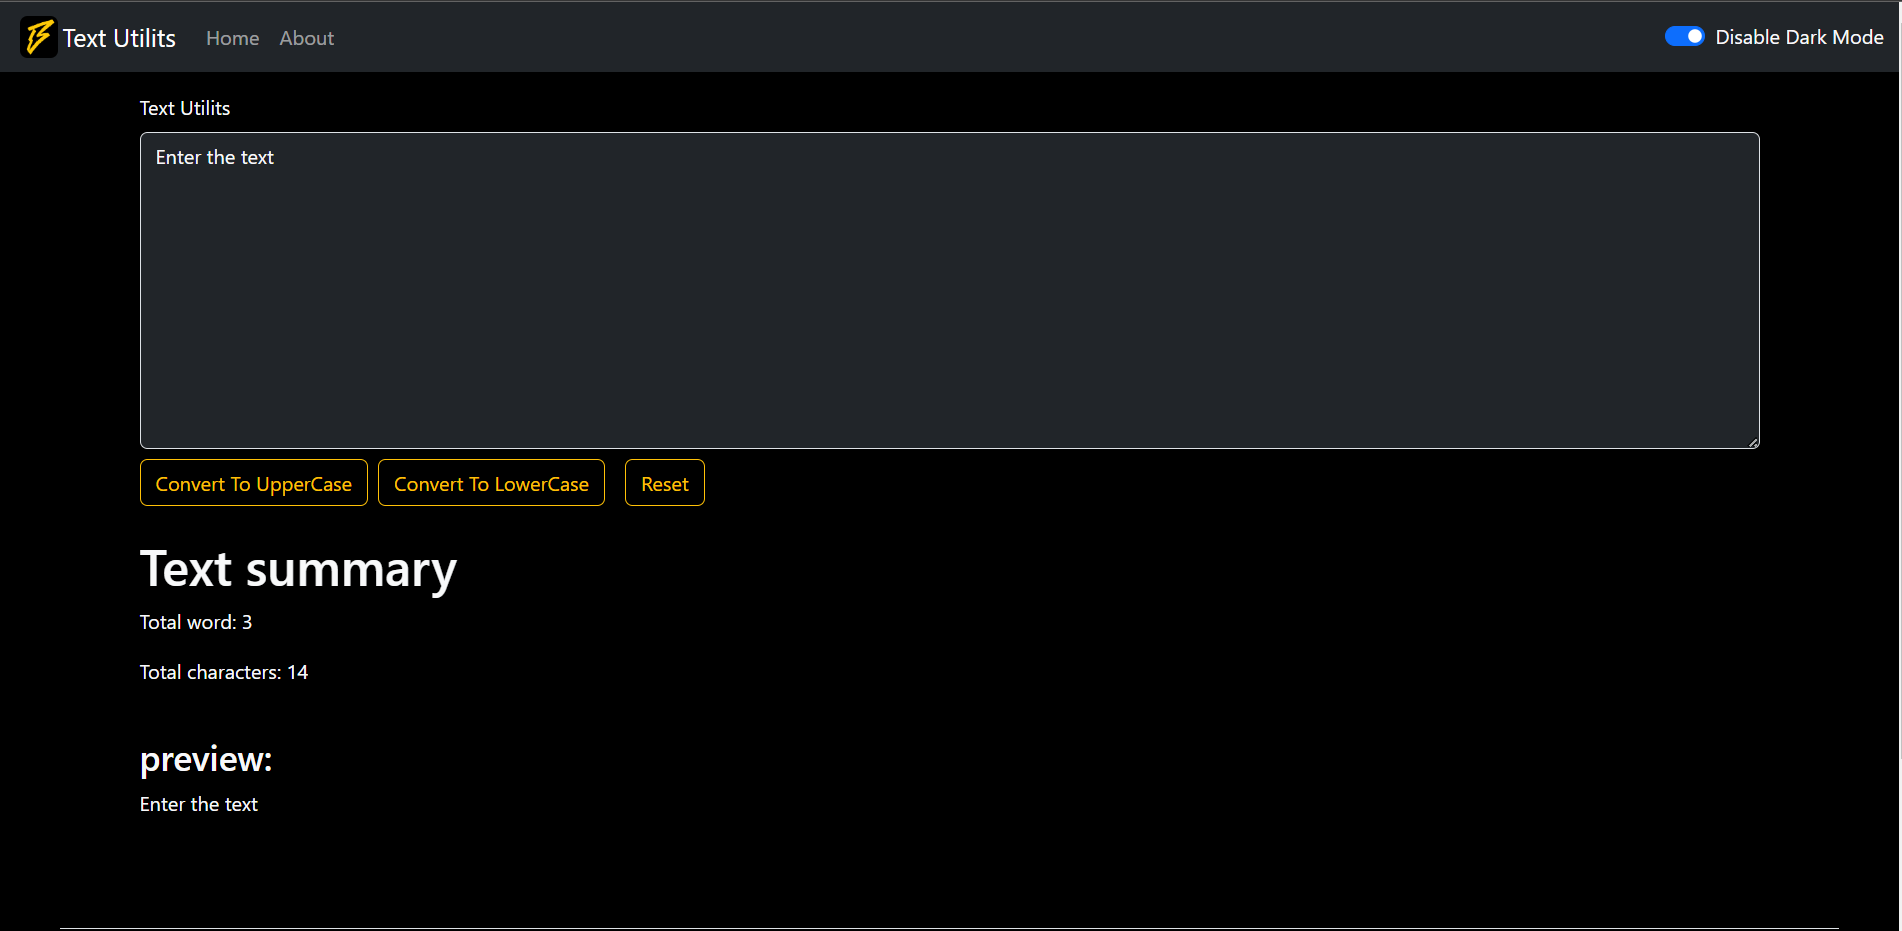 Text Utilits Home About Disable Dark Mode
Text Utilits
Enter the text
Convert To UpperCase Convert To LowerCase Reset
Text summary
Total word: 3
Total characters: 14
preview:
Enter the text